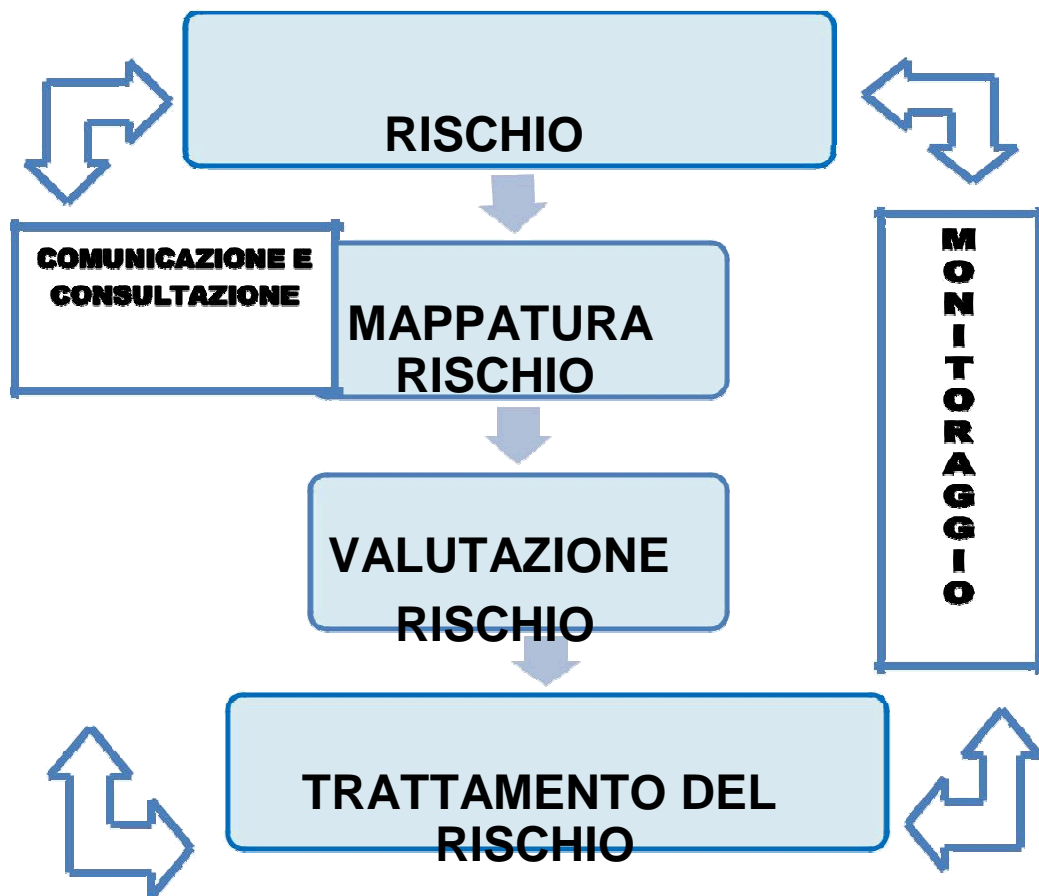 RISCHIO
COMUNICAZIONE E
CONSULTAZIONE
MAPPATURA
RISCHIO
VALUTAZIONE
RISCHIO
TRATTAMENTO DEL
RISCHIO
M
O
N
I
T
O
R
A
G
G
I
O